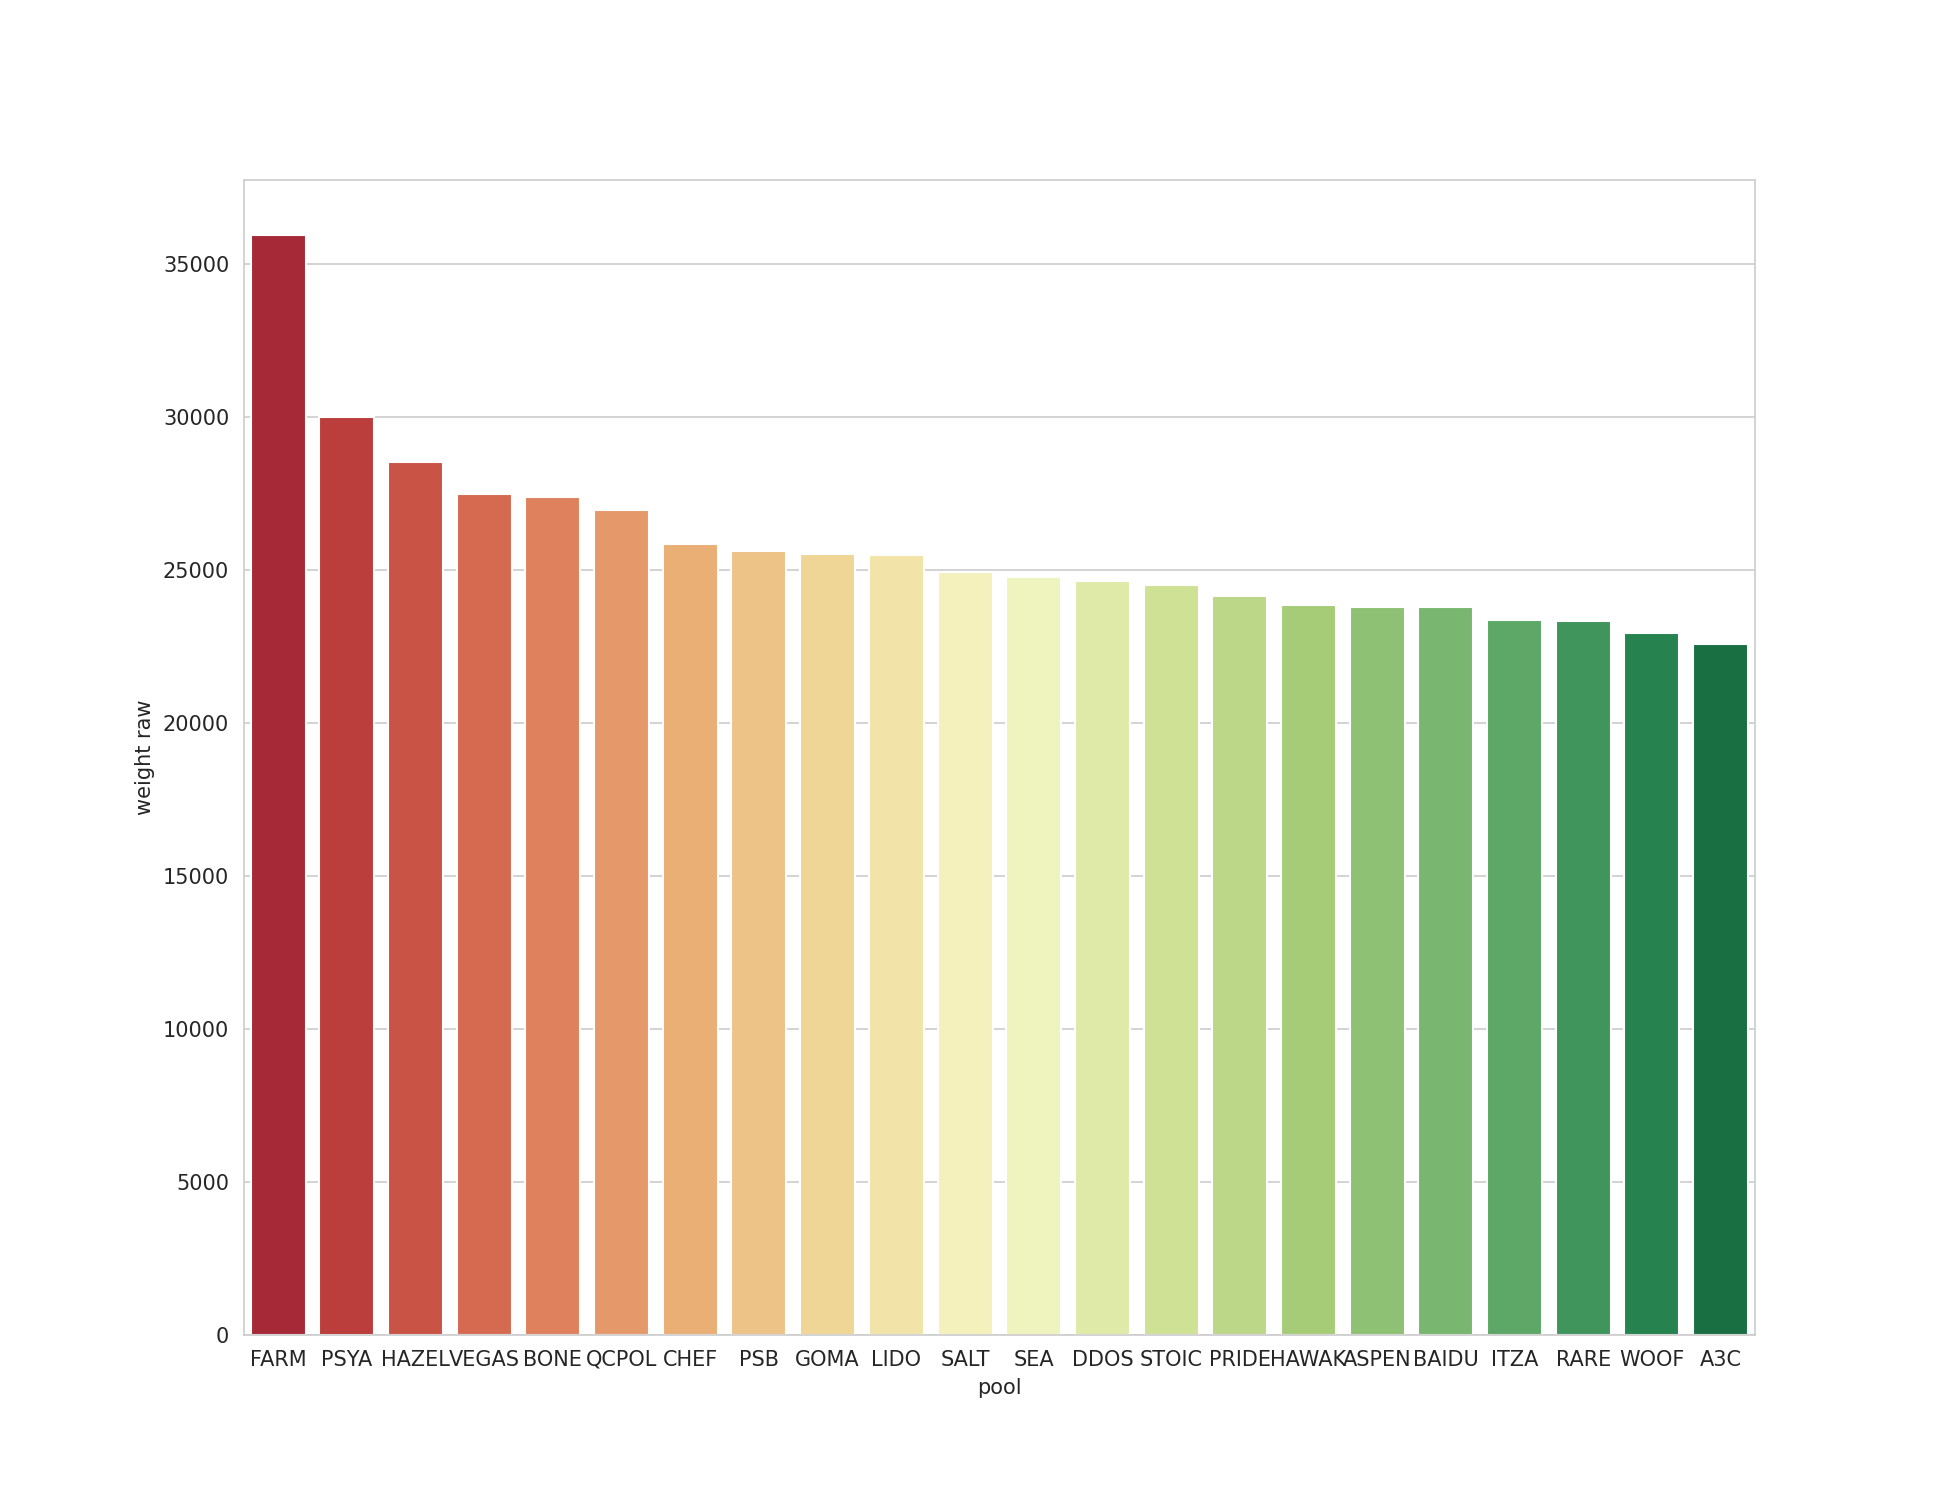 35000
30000
25000
20000
15000
10000
5000
0
weight raw
FARM PSYA HAZEL VEGAS BONE QCPOL CHEF PSB GOMA LIDO SALT SEA DDOS STOIC PRIDE HAWAK ASPEN BAIDU ITZA RARE WOOF A3C
pool